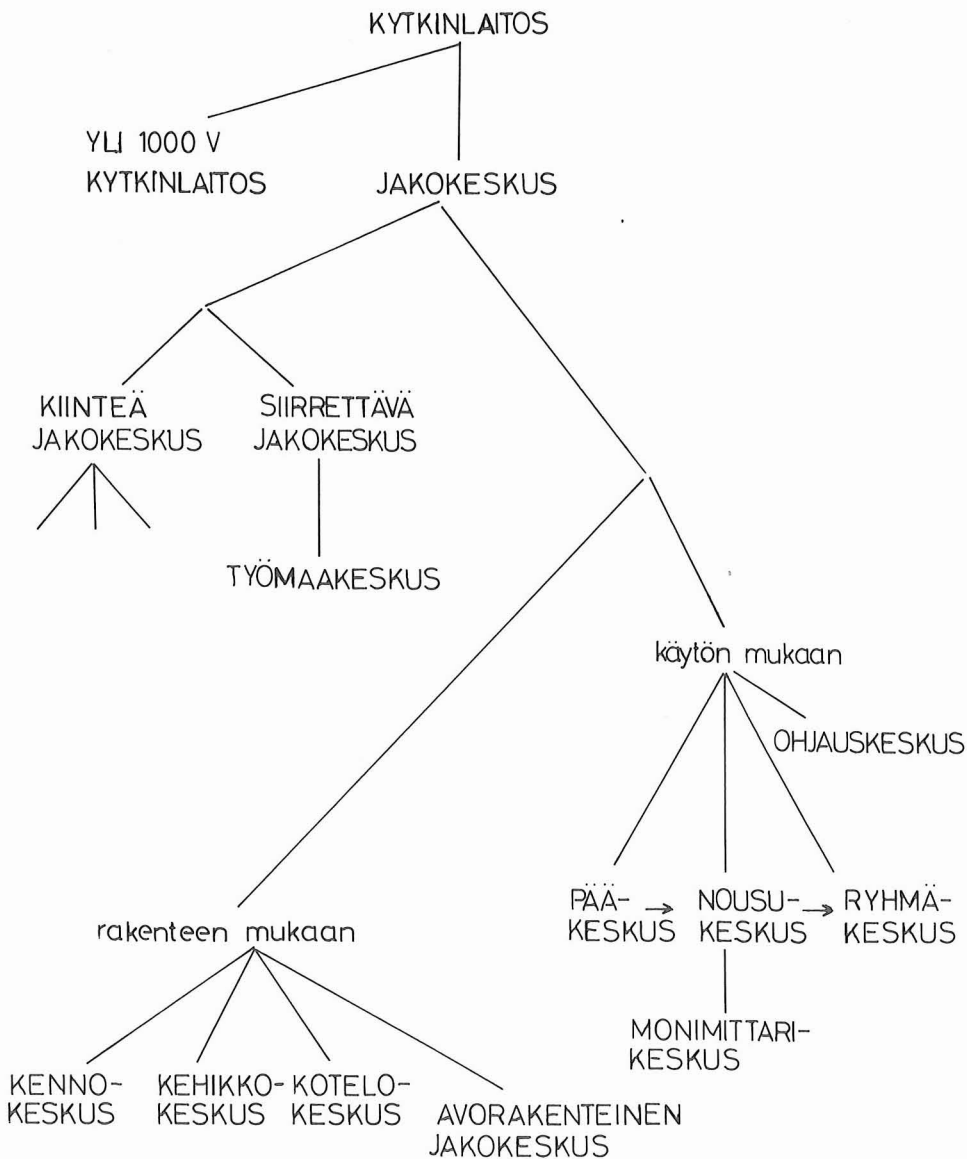 KYTKINLAITOS
YLI 1000 V
KYTKINLAITOS
JAKOKESKUS
KIINTEÄ
JAKOKESKUS
SIIRRETTÄVÄ
JAKOKESKUS
TYÖMAAKESKUS
käytön mukaan
OHJAUSKESKUS
PÄÄ-
KESKUS
→
NOUSU-
KESKUS
→
RYHMÄ-
KESKUS
MONIMITTARI-
KESKUS
rakenteen mukaan
KENNO-
KESKUS
KEHIKKO-
KESKUS
KOTELO-
KESKUS
AVORAKENTEINEN
JAKOKESKUS